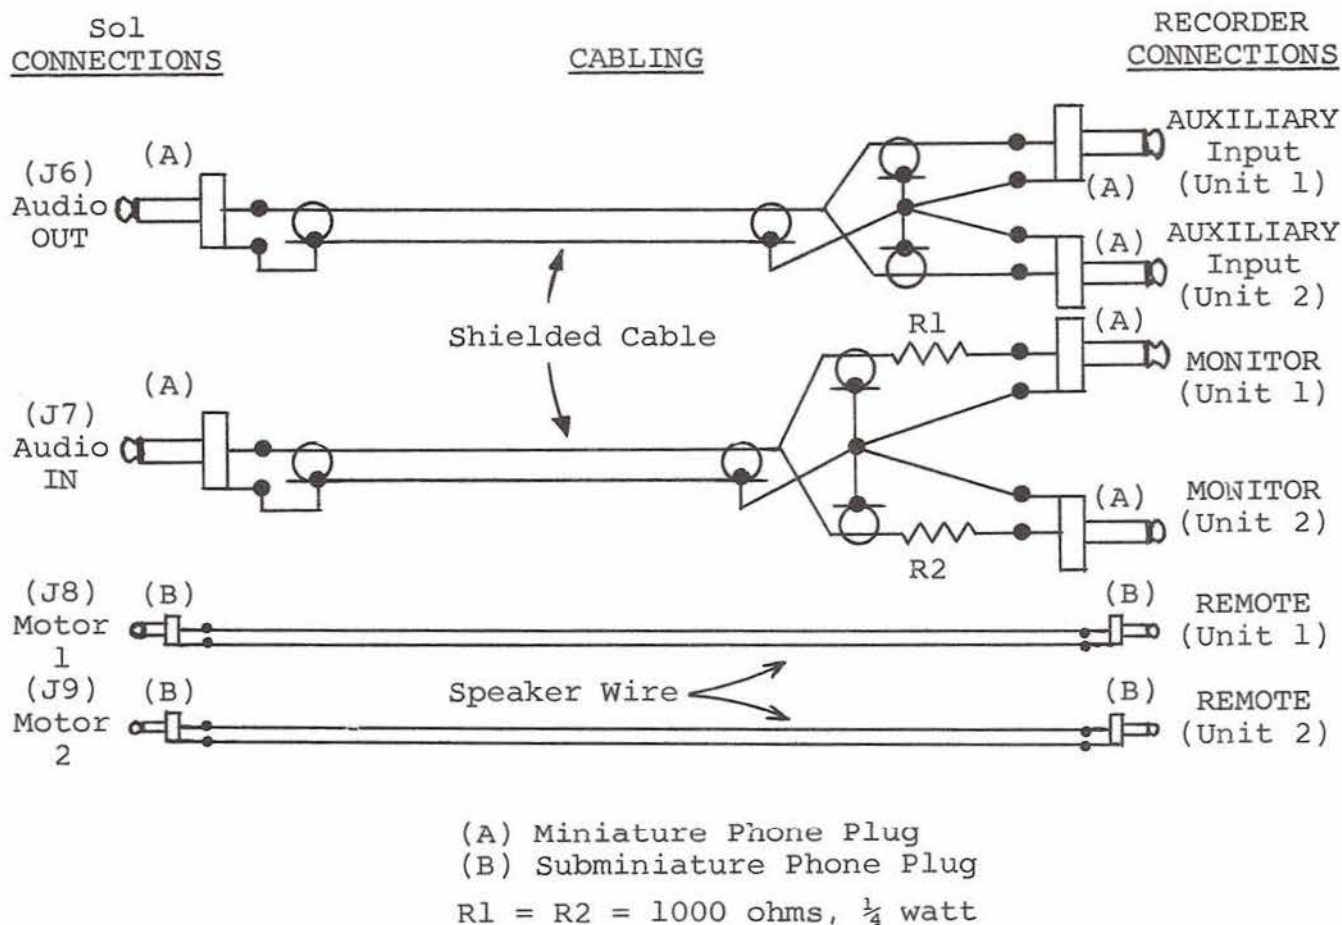 Sol
CONNECTIONS
CABLING
RECORDER
CONNECTIONS
(J6)
Audio
OUT
(A)
(A)
AUXILIARY
Input
(Unit 1)
(A)
AUXILIARY
Input
(Unit 2)
Shielded Cable
R1
(A)
MONITOR
(Unit 1)
(J7)
Audio
IN
(A)
R2
(A)
MONITOR
(Unit 2)
(J8)
Motor
1
(B)
(B)
REMOTE
(Unit 1)
Speaker Wire
(J9)
Motor
2
(B)
(B)
REMOTE
(Unit 2)
(A) Miniature Phone Plug
(B) Subminiature Phone Plug
R1 = R2 = 1000 ohms, ¼ watt